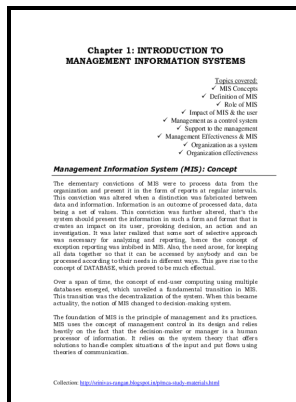 Chapter 1: INTRODUCTION TO
MANAGEMENT INFORMATION SYSTEMS
Topics covered:
✓ MIS Concepts
✓ Definition of MIS
✓ Role of MIS
✓ Impact of MIS & the user
✓ Management as a control system
✓ Support to the management
✓ Management Effectiveness & MIS
✓ Organization as a system
✓ Organization effectiveness
Management Information System (MIS): Concept
The elementary convictions of MIS were to process data from the
organization and present it in the form of reports at regular intervals.
This conviction was altered when a distinction was fabricated between
data and information. Information is an outcome of processed data, data
being a set of values. This conviction was further altered, that's the
system should present the information in such a form and format that is
creates an impact on its user, provoking decision, an action and an
investigation. It was later realized that some sort of selective approach
was necessary for analyzing and reporting, hence the concept of
exception reporting was imbibed in MIS. Also, the need arose, for keeping
all data together so that it can be accessed by anybody and can be
processed according to their needs in different ways. This gave rise to the
concept of DATABASE, which proved to be much effectual.
Over a span of time, the concept of end-user computing using multiple
databases emerged, which unveiled a fundamental transition in MIS.
This transition was the decentralization of the system. When this became
actuality, the notion of MIS changed to decision-making system.
The foundation of MIS is the principle of management and its practices.
MIS uses the concept of management control in its design and relies
heavily on the fact that the decision-maker or manager is a human
processor of information. It relies on the system theory that offers
solutions to handle complex situations of the input and put flows using
theories of communication.
Collection: http://srinivas-rangan.blogspot.in/p/mca-study-materials.html